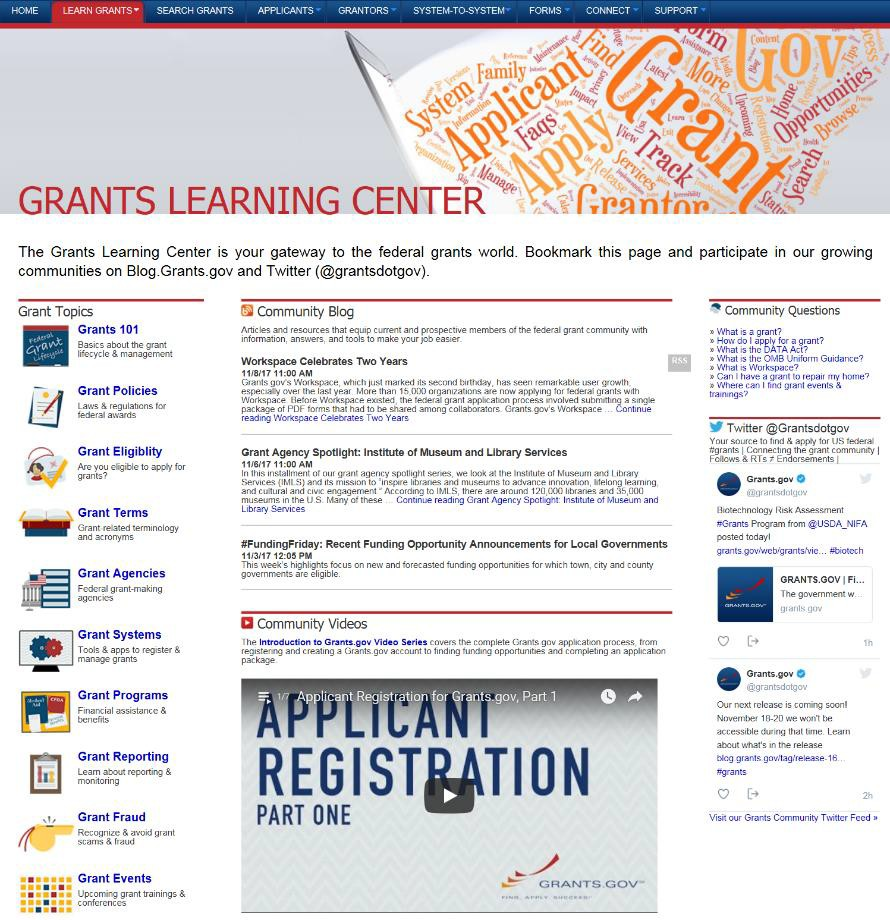 HOME LEARN GRANTS SEARCH GRANTS APPLICANTS GRANTORS SYSTEM-TO-SYSTEM FORMS CONNECT SUPPORT
Find
Form
Gov
Content
System
Family
Applicant
Faqs
Impact
Privacy
Latest
More
Grant
Home
Opportunities
Browse
Tips
Upcoming
Registration
Apply
View
Track
Learn
Release
Services
Search
Manage
Information
Grantor
GRANTS LEARNING CENTER
The Grants Learning Center is your gateway to the federal grants world. Bookmark this page and participate in our growing
communities on Blog.Grants.gov and Twitter (@grantsdotgov).
Grant Topics
Federal
Grant
Lifecycle
Grants 101
Basics about the grant
lifecycle & management
Grant Policies
Laws & regulations for
federal awards
Grant Eligiblity
Are you eligible to apply for
grants?
Grant Terms
Grant-related terminology
and acronyms
Grant Agencies
Federal grant-making
agencies
Grant Systems
Tools & apps to register &
manage grants
Student
Aid
CFDA
Grant Programs
Financial assistance &
benefits
Grant Reporting
Learn about reporting &
monitoring
Grant Fraud
Recognize & avoid grant
scams & fraud
Grant Events
Upcoming grant trainings &
conferences
Community Blog
Articles and resources that equip current and prospective members of the federal grant community with
information, answers, and tools to make your job easier.
Workspace Celebrates Two Years
RSS
11/8/17 11:00 AM
Grants.gov's Workspace, which just marked its second birthday, has seen remarkable user growth,
especially over the last year. More than 15,000 organizations are now applying for federal grants with
Workspace. Before Workspace existed, the federal grant application process involved submitting a single
package of PDF forms that had to be shared among collaborators. Grants.gov's Workspace ... Continue
reading Workspace Celebrates Two Years
Grant Agency Spotlight: Institute of Museum and Library Services
11/6/17 11:00 AM
In this installment of our grant agency spotlight series, we look at the Institute of Museum and Library
Services (IMLS) and its mission to "inspire libraries and museums to advance innovation, lifelong learning,
and cultural and civic engagement." According to IMLS, there are around 120,000 libraries and 35,000
museums in the U.S. Many of these ... Continue reading Grant Agency Spotlight: Institute of Museum and
Library Services
#FundingFriday: Recent Funding Opportunity Announcements for Local Governments
11/3/17 12:05 PM
This week's highlights focus on new and forecasted funding opportunities for which town, city and county
governments are eligible.
Community Videos
The Introduction to Grants.gov Video Series covers the complete Grants.gov application process, from
registering and creating a Grants.gov account to finding funding opportunities and completing an application
package.
1/7 Applicant Registration for Grants.gov, Part 1
APPLICANT
REGISTRATION
PART ONE
GRANTS.GOV™
FIND. APPLY. SUCCEED.™
Community Questions
» What is a grant?
» How do I apply for a grant?
» What is the DATA Act?
» What is the OMB Uniform Guidance?
» What is Workspace?
» Can I have a grant to repair my home?
» Where can I find grant events &
trainings?
Twitter @Grantsdotgov
Your source to find & apply for US federal
#grants | Connecting the grant community |
Follows & RTs ≠ Endorsements |
Grants.gov
@grantsdotgov
Biotechnology Risk Assessment
#Grants Program from @USDA_NIFA
posted today!
grants.gov/web/grants/vie... #biotech
GRANTS.GOV™
GRANTS.GOV | Fi...
The government w...
grants.gov
1h
Grants.gov
@grantsdotgov
Our next release is coming soon!
November 18-20 we won't be
accessible during that time. Learn
about what's in the release
blog.grants.gov/tag/release-16...
#grants
2h
Visit our Grants Community Twitter Feed »